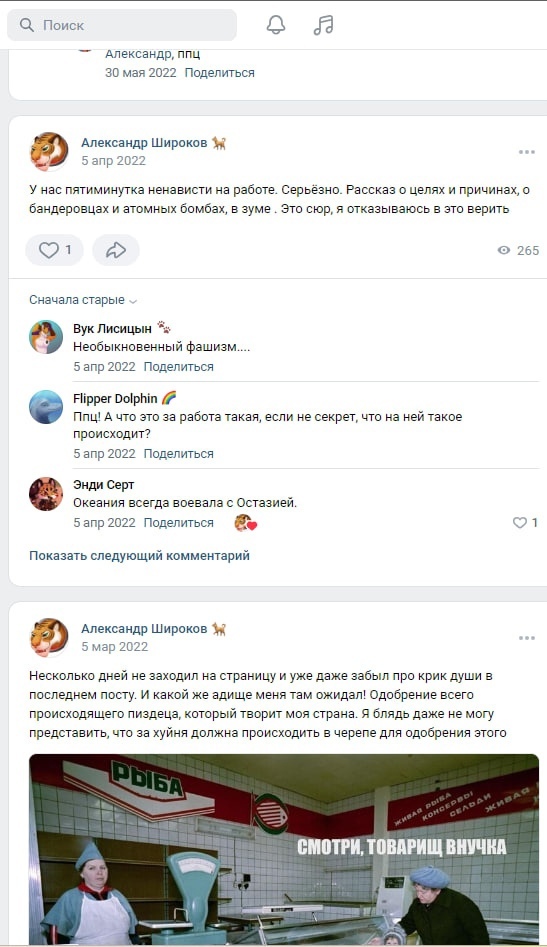 Поиск
Александр, ппц
30 мая 2022 Поделиться
Александр Широков
5 апр 2022
У нас пятиминутка ненависти на работе. Серьёзно. Рассказ о целях и причинах, о
бандеровцах и атомных бомбах, в зуме . Это сюр, я отказываюсь в это верить
1
265
Сначала старые
Вук Лисицын
Необыкновенный фашизм....
5 апр 2022 Поделиться
Flipper Dolphin
Ппц! А что это за работа такая, если не секрет, что на ней такое
происходит?
5 апр 2022 Поделиться
Энди Серт
Океания всегда воевала с Остазией.
5 апр 2022 Поделиться
1
Показать следующий комментарий
Александр Широков
5 мар 2022
Несколько дней не заходил на страницу и уже даже забыл про крик души в
последнем посту. И какой же адище меня там ожидал! Одобрение всего
происходящего пиздеца, который творит моя страна. Я блядь даже не могу
представить, что за хуйня должна происходить в черепе для одобрения этого
РЫБА
ЖИВАЯ РЫБА
КОНСЕРВЫ
СЕЛЬДИ
ЖИВАЯ
СМОТРИ, ТОВАРИЩ ВНУЧКА